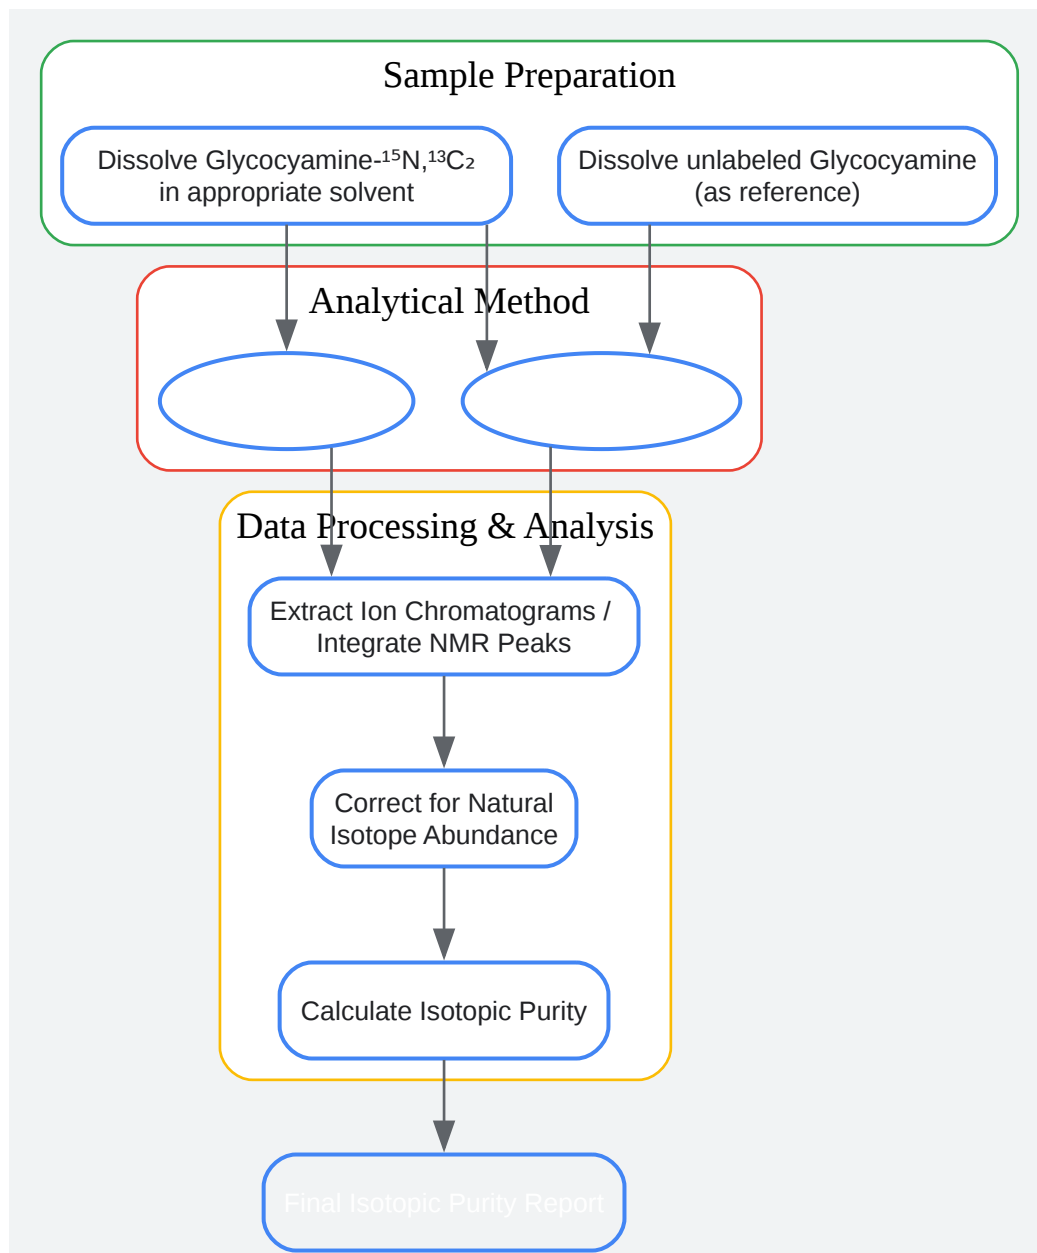 Sample Preparation
Dissolve Glycocyamine-¹⁵N,¹³C₂
in appropriate solvent
Dissolve unlabeled Glycocyamine
(as reference)
Analytical Method
Data Processing & Analysis
Extract Ion Chromatograms /
Integrate NMR Peaks
Correct for Natural
Isotope Abundance
Calculate Isotopic Purity
Final Isotopic Purity Report